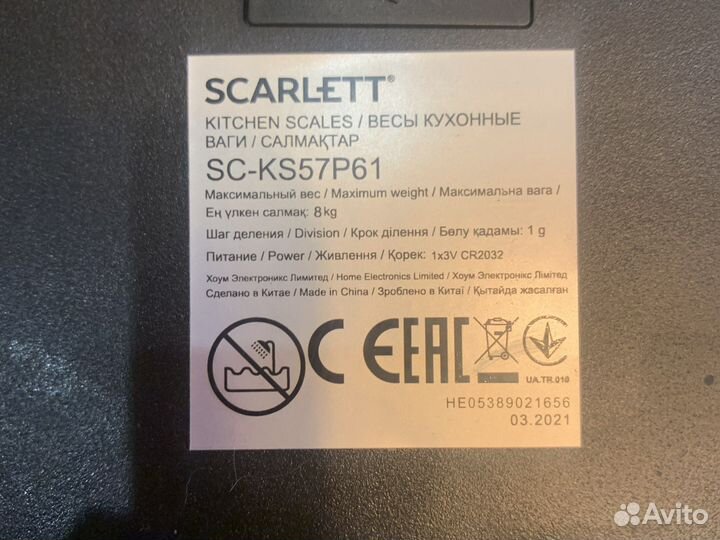 SCARLETT®
KITCHEN SCALES / ВЕСЫ КУХОННЫЕ
ВАГИ / САЛМАҚТАР
SC-KS57P61
Максимальный вес / Maximum weight / Максимальна вага /
Ең үлкен салмақ: 8kg
Шаг деления / Division / Крок ділення / Бөлу қадамы: 1 g
Питание / Power / Живлення / Қорек: 1x3V CR2032
Хоум Электроникс Лимитед / Home Electronics Limited / Хоум Электронікс Лімітед
Сделано в Китае / Made in China / Зроблено в Китаї / Қытайда жасалған
CE EAC
UA.TR.010
HE05389021656
03.2021
Avito